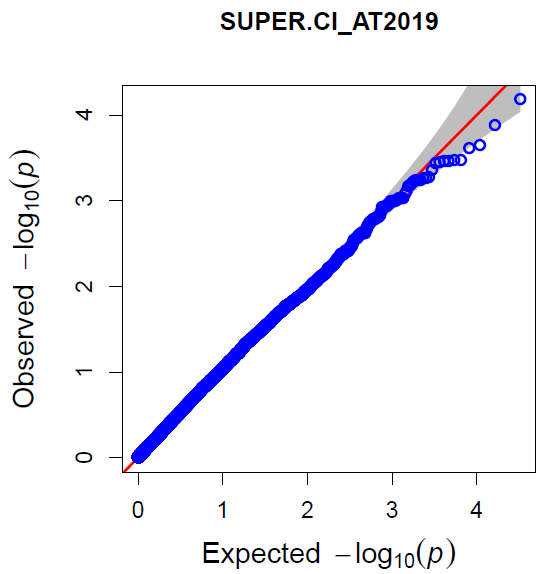 SUPER.CI_AT2019
Observed −log10(p)
4
3
2
1
0
0 1 2 3 4
Expected −log10(p)